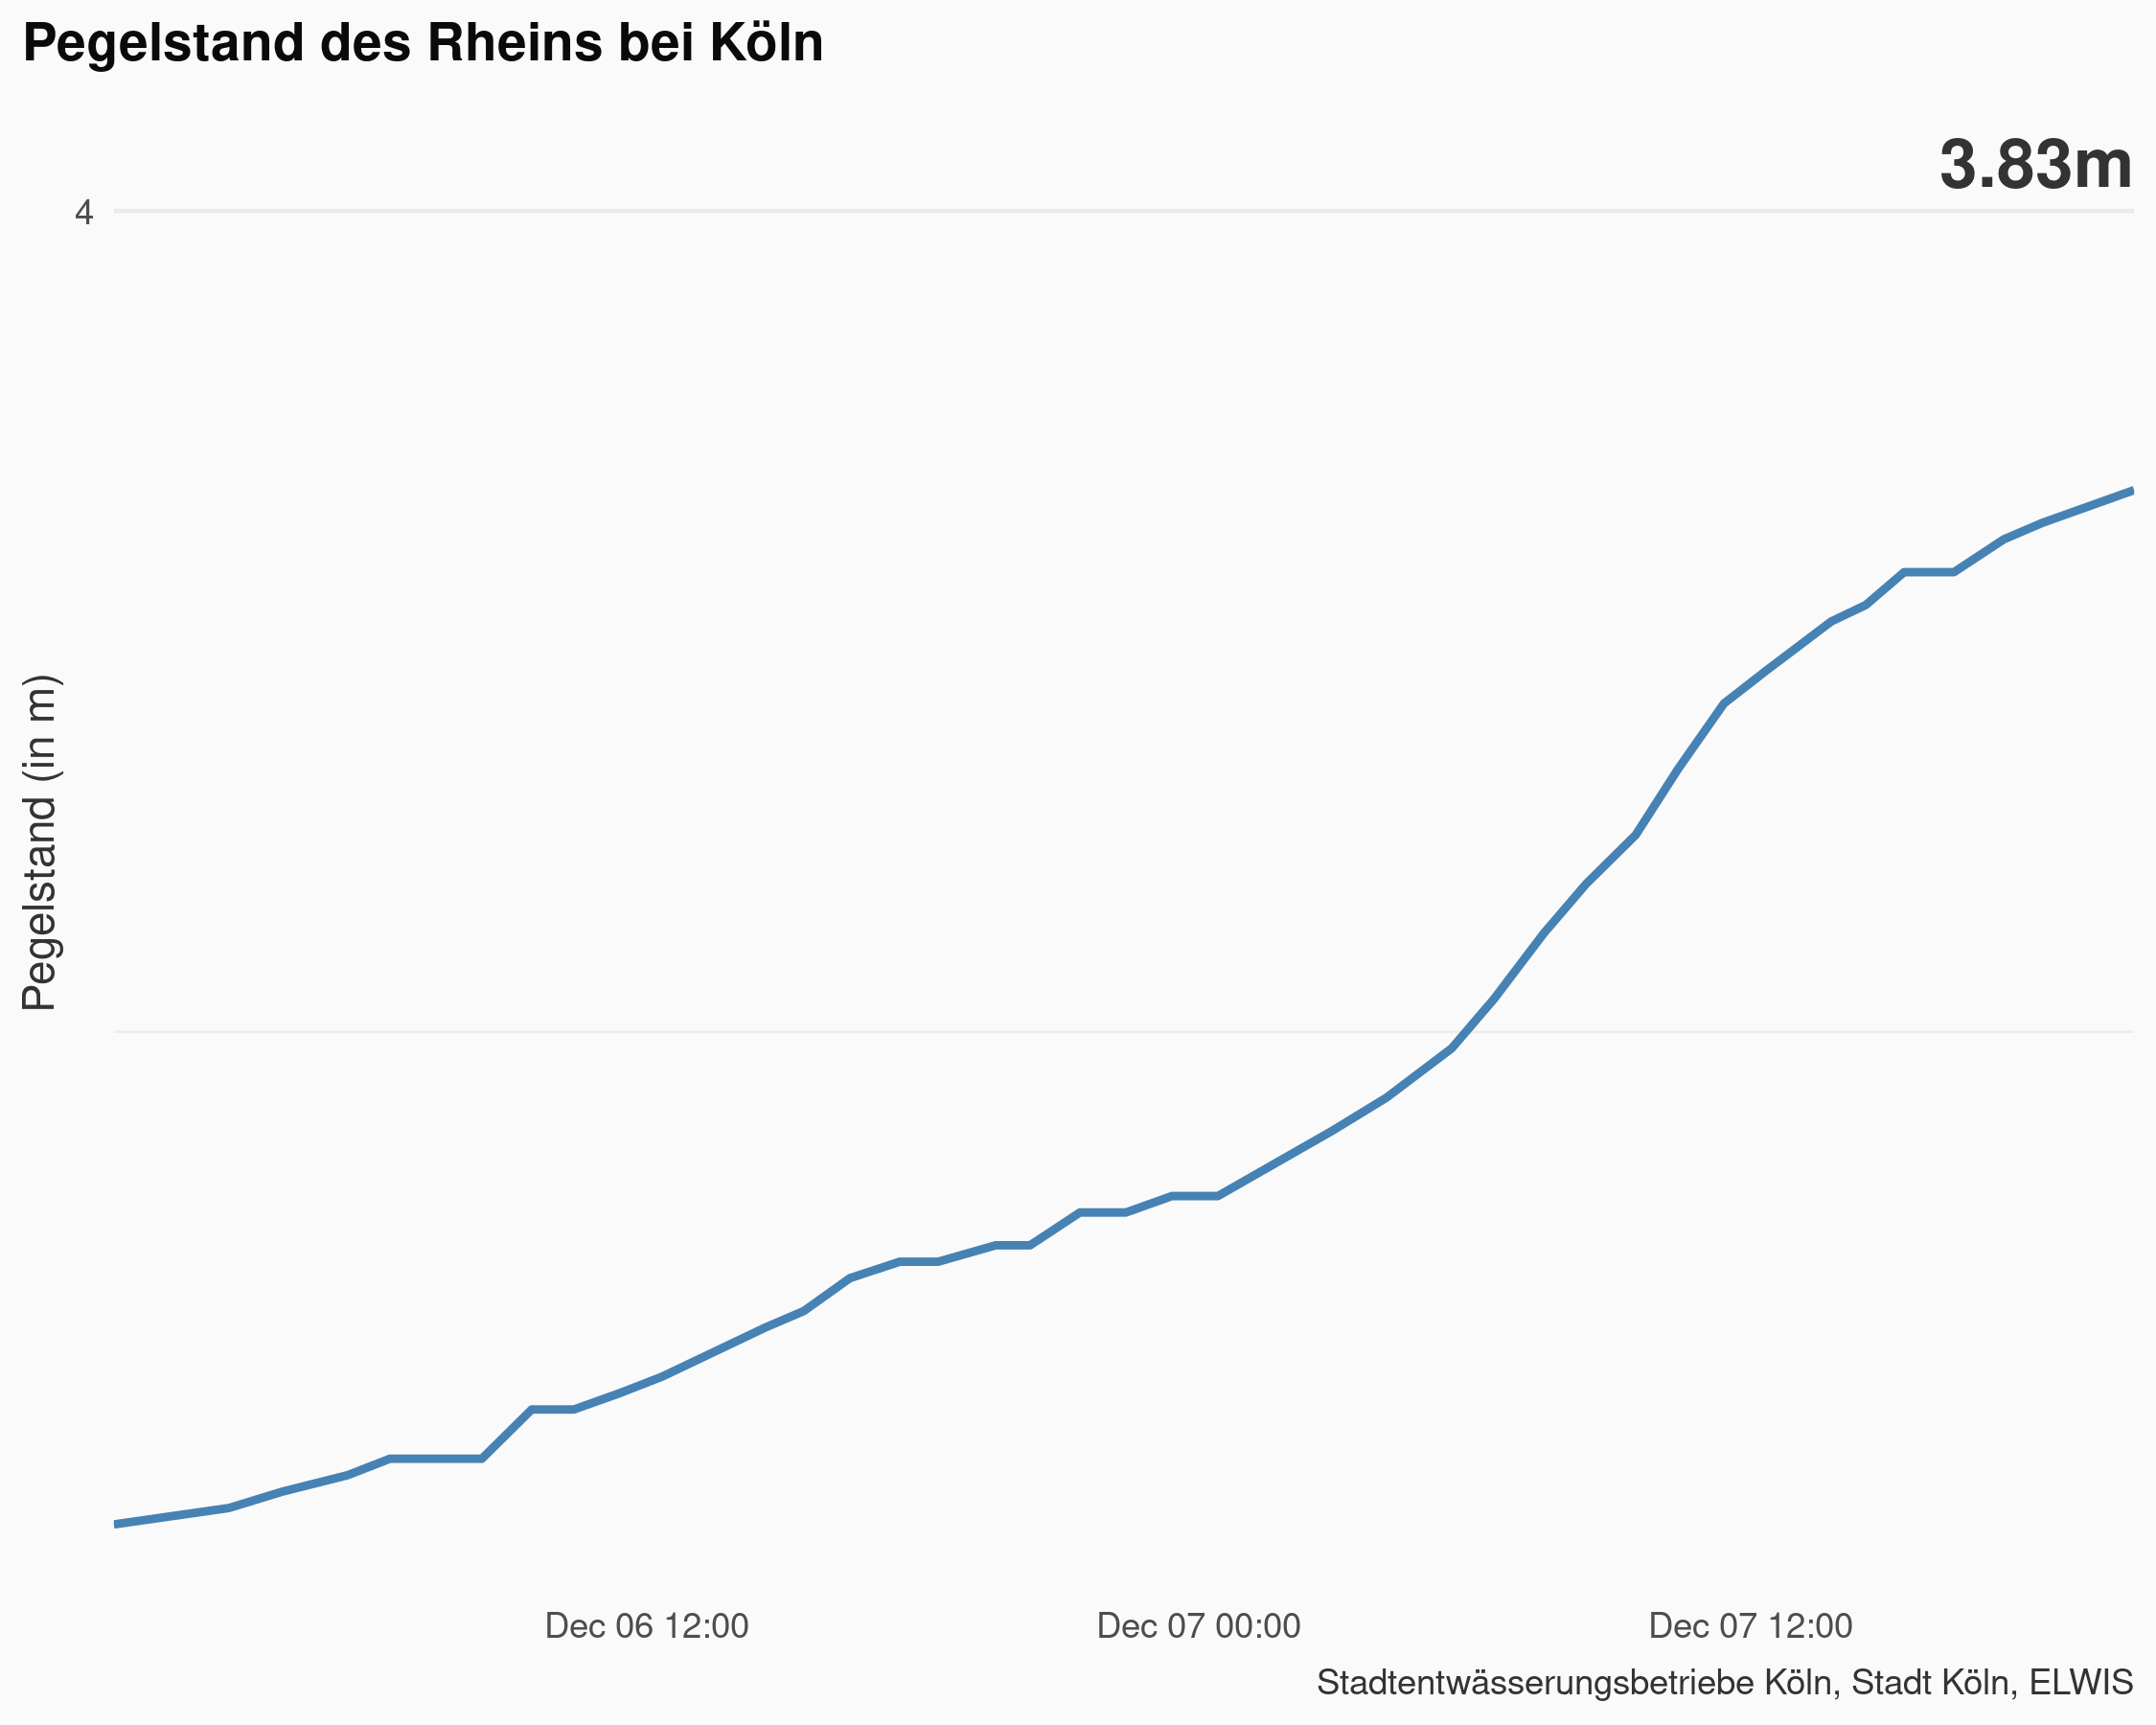 Pegelstand des Rheins bei Köln
3.83m
4
Pegelstand (in m)
Dec 06 12:00
Dec 07 00:00
Dec 07 12:00
Stadtentwässerungsbetriebe Köln, Stadt Köln, ELWIS